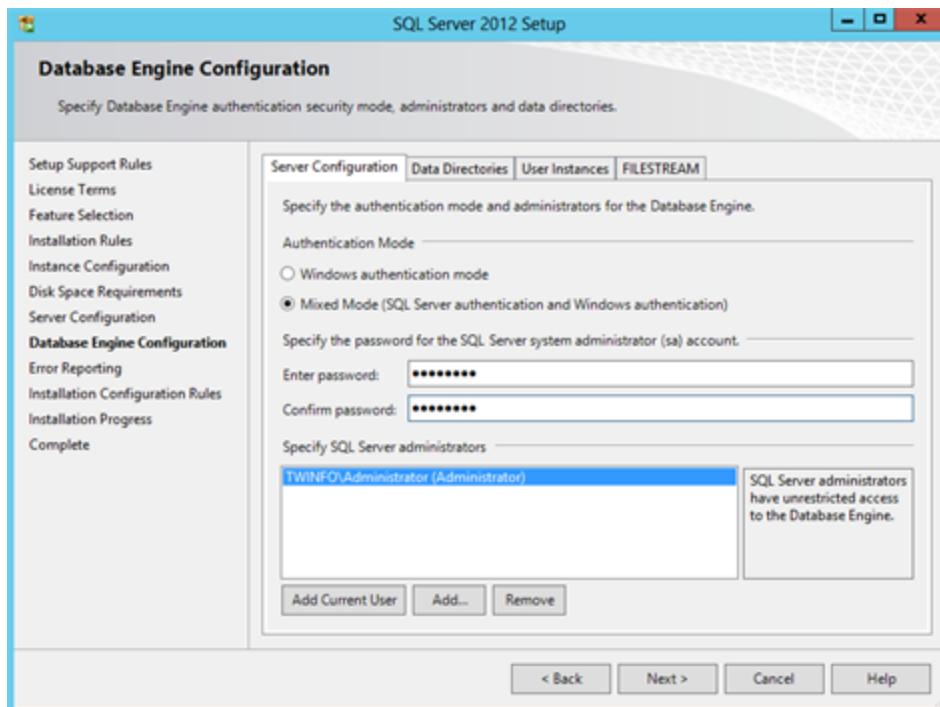 SQL Server 2012 Setup
Database Engine Configuration
Specify Database Engine authentication security mode, administrators and data directories.
Setup Support Rules
License Terms
Feature Selection
Installation Rules
Instance Configuration
Disk Space Requirements
Server Configuration
Database Engine Configuration
Error Reporting
Installation Configuration Rules
Installation Progress
Complete
Server Configuration Data Directories User Instances FILESTREAM
Specify the authentication mode and administrators for the Database Engine.
Authentication Mode
Windows authentication mode
Mixed Mode (SQL Server authentication and Windows authentication)
Specify the password for the SQL Server system administrator (sa) account.
Enter password: ●●●●●●●●
Confirm password: ●●●●●●●●
Specify SQL Server administrators
TWINFO\Administrator (Administrator)
SQL Server administrators
have unrestricted access
to the Database Engine.
Add Current User Add... Remove
< Back Next > Cancel Help